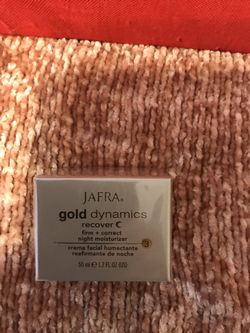 JAFRA®
gold dynamics
recover C
firm + correct
night moisturizer
crema facial humectante
reafirmante de noche
50 ml e 1.7 FL OZ